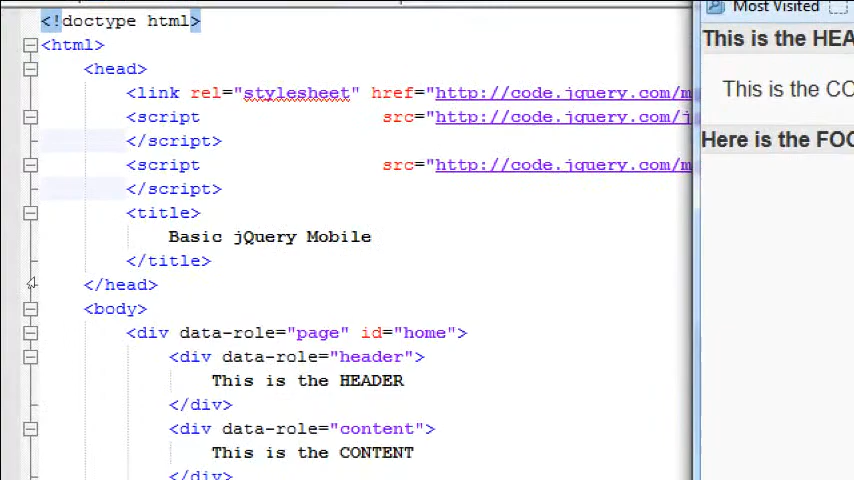 <!doctype html>
<html>
<head>
<link rel="stylesheet" href="http://code.jquery.com/m
<script src="http://code.jquery.com/j
</script>
<script src="http://code.jquery.com/m
</script>
<title>
Basic jQuery Mobile
</title>
</head>
<body>
<div data-role="page" id="home">
<div data-role="header">
This is the HEADER
</div>
<div data-role="content">
This is the CONTENT
</div>
Most Visited
This is the HEA
This is the CO
Here is the FOO